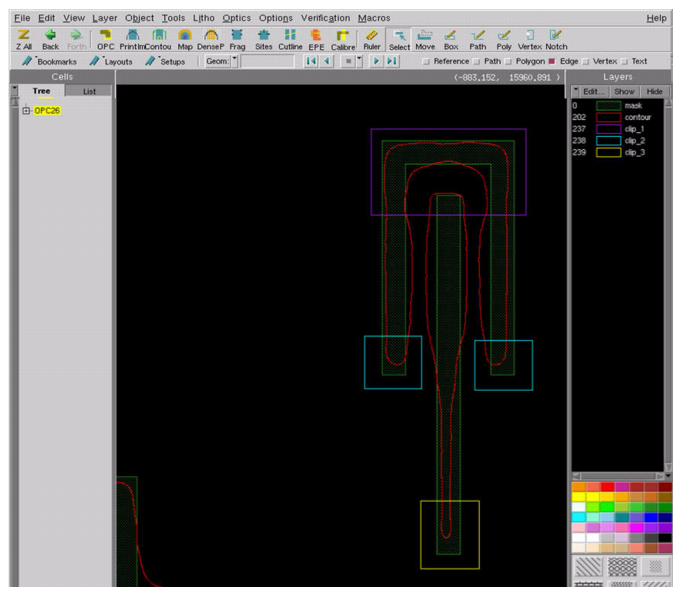 File Edit View Layer Object Tools Litho Optics Options Verification Macros Help
Z All Back Forth OPC PrintIm Contou Map DenseP Frag Sites Cutline EPE Calibre Ruler Select Move Box Path Poly Vertex Notch
Bookmarks Layouts Setups Geom: Reference Path Polygon Edge Vertex Text
Cells (-883,152, 15960,891 ) Layers
Tree List Edit... Show Hide
OPC26
0 mask
202 contour
237 clip_1
238 clip_2
239 clip_3